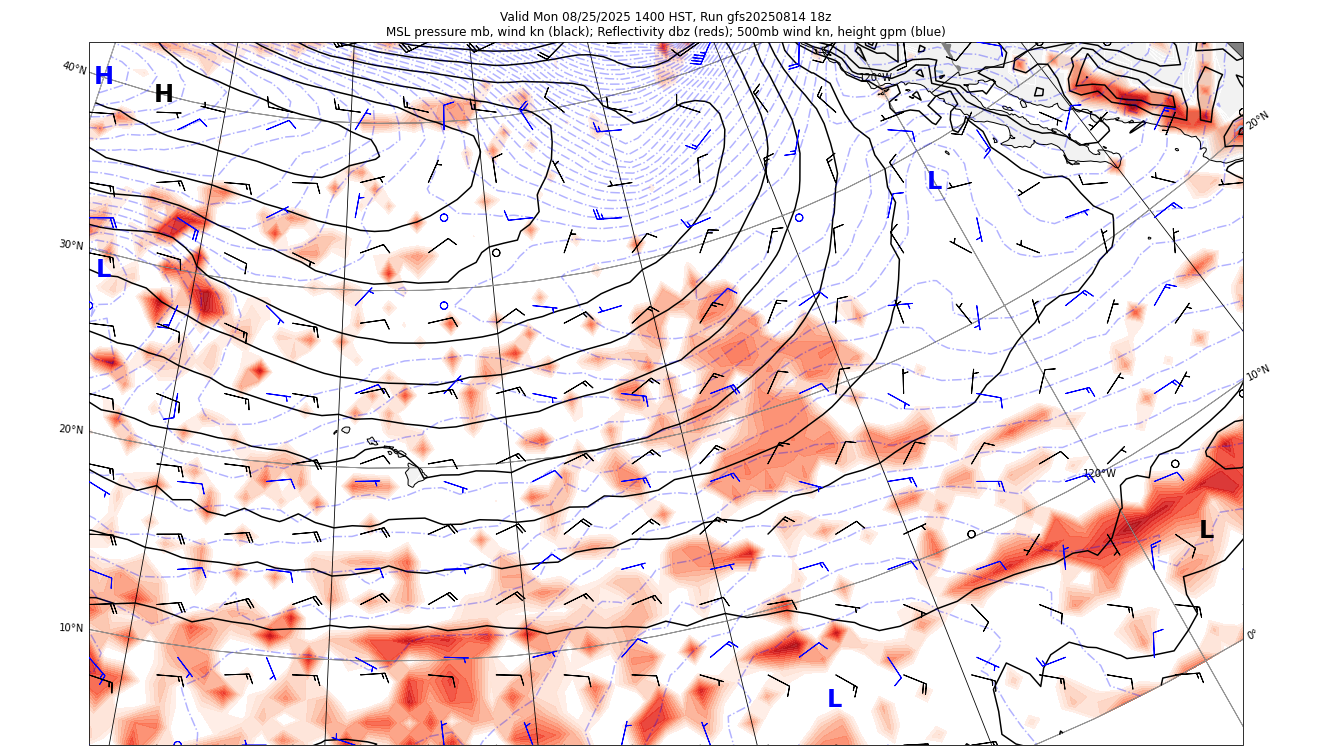 Valid Mon 08/25/2025 1400 HST, Run gfs20250814 18z
MSL pressure mb, wind kn (black); Reflectivity dbz (reds); 500mb wind kn, height gpm (blue)
40°N
H
H
120°W
20°N
L
30°N
L
10°N
20°N
120°W
L
10°N
0°
L